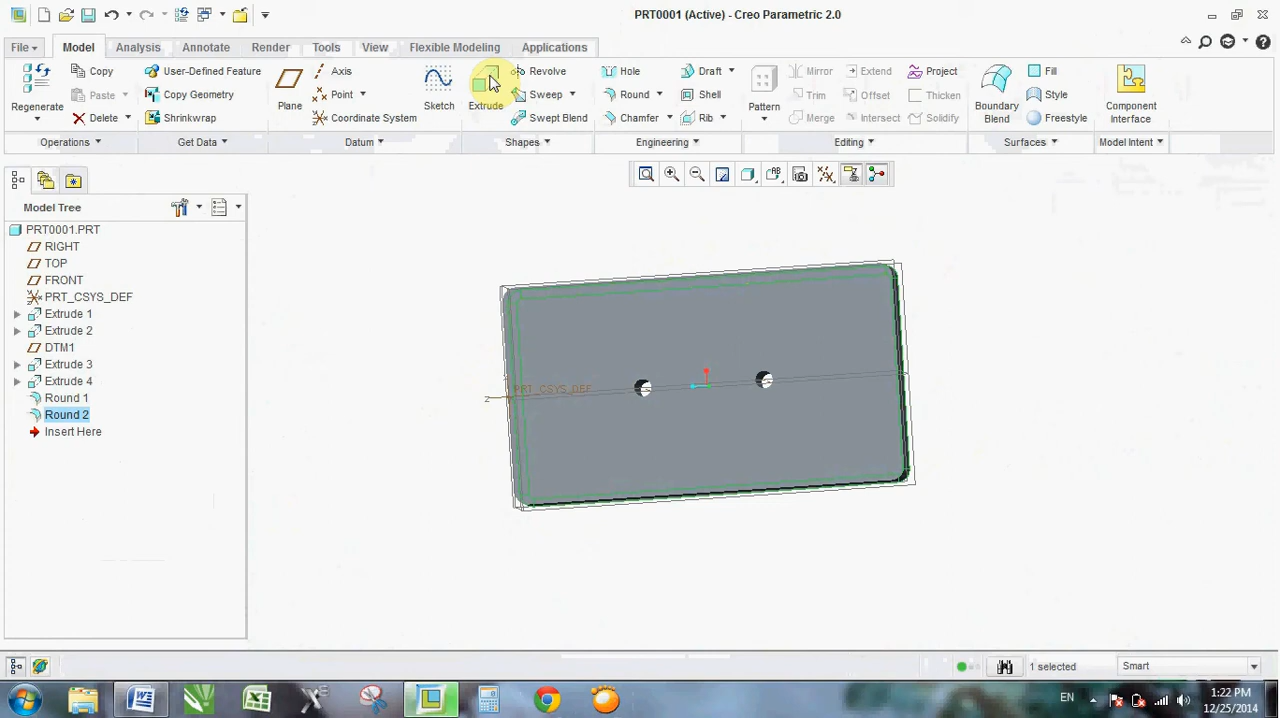 PRT0001 (Active) - Creo Parametric 2.0
File Model Analysis Annotate Render Tools View Flexible Modeling Applications
Copy User-Defined Feature Axis Revolve Hole Draft Mirror Extend Project Fill
Regenerate Paste Copy Geometry Plane Point Sketch Extrude Sweep Round Shell Pattern Trim Offset Thicken Boundary Blend Style Component Interface
Delete Shrinkwrap Coordinate System Swept Blend Chamfer Rib Merge Intersect Solidify Freestyle
Operations Get Data Datum Shapes Engineering Editing Surfaces Model Intent
Model Tree
PRT0001.PRT
RIGHT
TOP
FRONT
PRT_CSYS_DEF
Extrude 1
Extrude 2
DTM1
Extrude 3
Extrude 4
Round 1
Round 2
Insert Here
PRT_CSYS_DEF
Z
1 selected Smart
EN 1:22 PM
12/25/2014